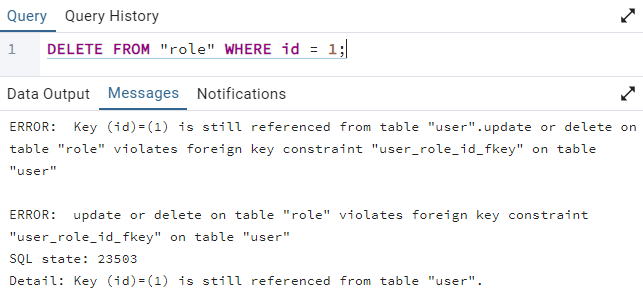 Query Query History
1 DELETE FROM "role" WHERE id = 1;
Data Output Messages Notifications
ERROR:  Key (id)=(1) is still referenced from table "user".update or delete on
table "role" violates foreign key constraint "user_role_id_fkey" on table
"user"
ERROR:  update or delete on table "role" violates foreign key constraint
"user_role_id_fkey" on table "user"
SQL state: 23503
Detail: Key (id)=(1) is still referenced from table "user".